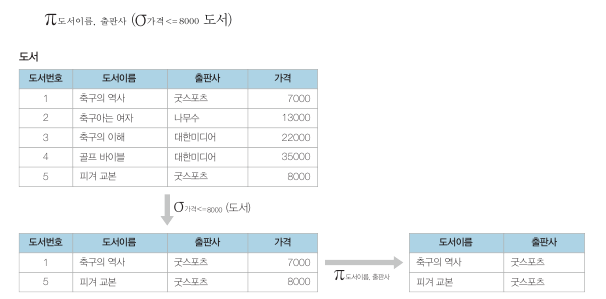 π도서이름, 출판사 (σ가격<=8000 도서)
도서
도서번호 도서이름 출판사 가격
1 축구의 역사 굿스포츠 7000
2 축구아는 여자 나무수 13000
3 축구의 이해 대한미디어 22000
4 골프 바이블 대한미디어 35000
5 피겨 교본 굿스포츠 8000
σ가격<=8000 (도서)
도서번호 도서이름 출판사 가격
1 축구의 역사 굿스포츠 7000
5 피겨 교본 굿스포츠 8000
π도서이름, 출판사
도서이름 출판사
축구의 역사 굿스포츠
피겨 교본 굿스포츠